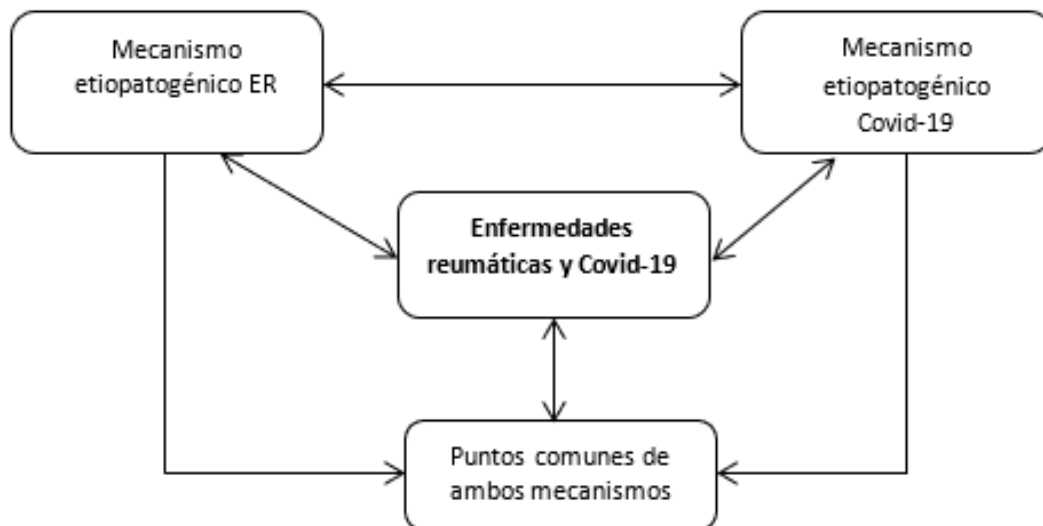 Mecanismo
etiopatogénico ER
Mecanismo
etiopatogénico
Covid-19
Enfermedades
reumáticas y Covid-19
Puntos comunes de
ambos mecanismos